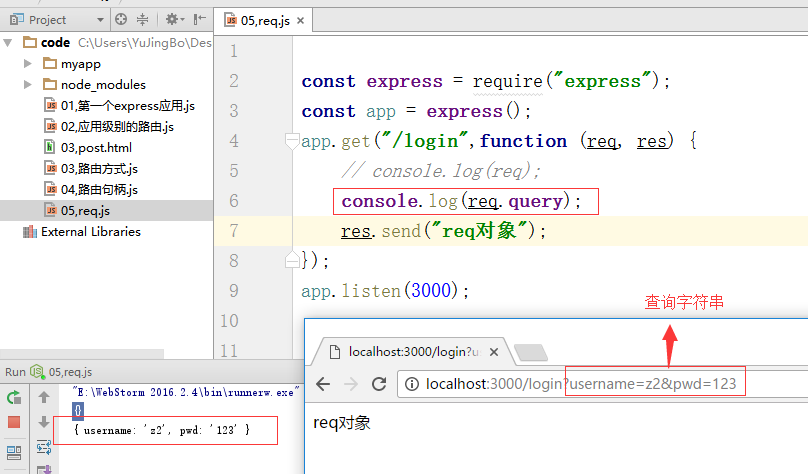 Project
05,req.js
code C:\Users\YuJingBo\Des
myapp
node_modules
01,第一个express应用.js
02,应用级别的路由.js
03,post.html
03,路由方式.js
04,路由句柄.js
05,req.js
External Libraries
1
2 const express = require("express");
3 const app = express();
4 app.get("/login",function (req, res) {
5 // console.log(req);
6 console.log(req.query);
7 res.send("req对象");
8 });
9 app.listen(3000);
10
11
查询字符串
localhost:3000/login?u
localhost:3000/login?username=z2&pwd=123
req对象
Run 05,req.js
"E:\WebStorm 2016.2.4\bin\runnerw.exe"
{}
{ username: 'z2', pwd: '123' }